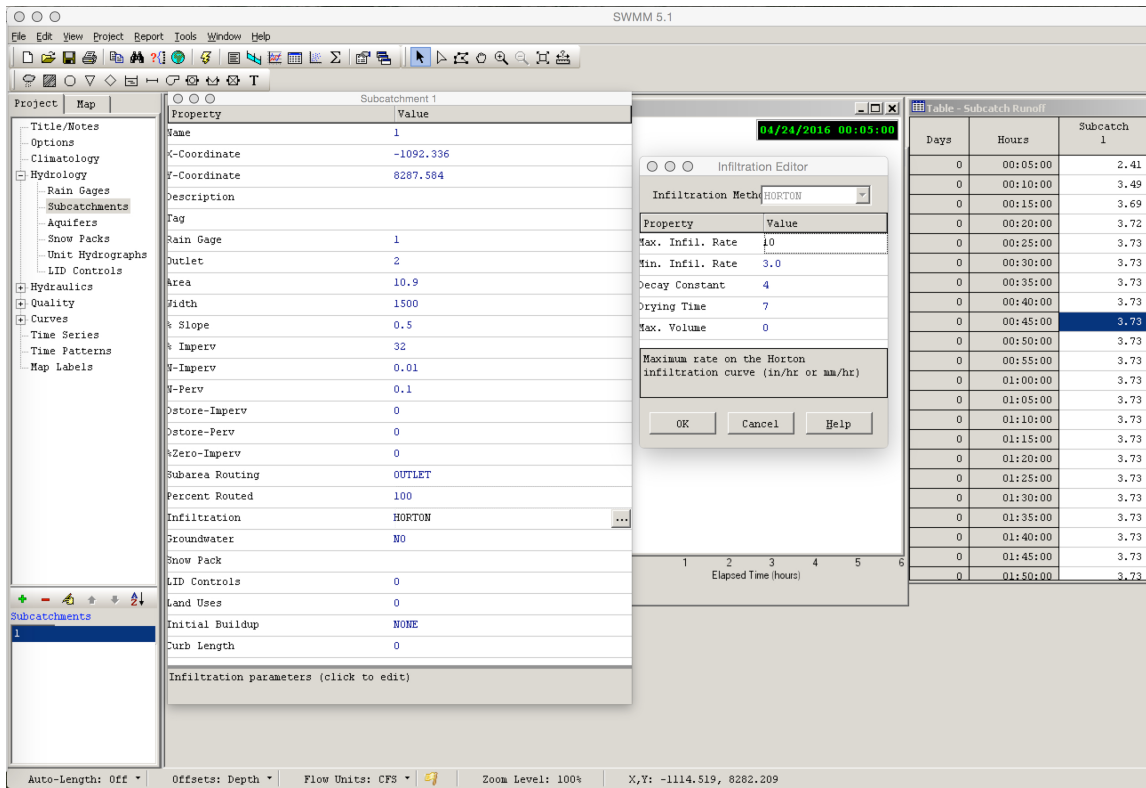 SWMM 5.1
File Edit View Project Report Tools Window Help
T
Project Map
Title/Notes
Options
Climatology
Hydrology
Rain Gages
Subcatchments
Aquifers
Snow Packs
Unit Hydrographs
LID Controls
Hydraulics
Quality
Curves
Time Series
Time Patterns
Map Labels
Subcatchments
1
Subcatchment 1
Property Value
Name 1
X-Coordinate -1092.336
Y-Coordinate 8287.584
Description
Tag
Rain Gage 1
Outlet 2
Area 10.9
Width 1500
% Slope 0.5
% Imperv 32
N-Imperv 0.01
N-Perv 0.1
Dstore-Imperv 0
Dstore-Perv 0
%Zero-Imperv 0
Subarea Routing OUTLET
Percent Routed 100
Infiltration HORTON ...
Groundwater NO
Snow Pack
LID Controls 0
Land Uses 0
Initial Buildup NONE
Curb Length 0
Infiltration parameters (click to edit)
04/24/2016 00:05:00
Infiltration Editor
Infiltration Metho HORTON
Property Value
Max. Infil. Rate 10
Min. Infil. Rate 3.0
Decay Constant 4
Drying Time 7
Max. Volume 0
Maximum rate on the Horton
infiltration curve (in/hr or mm/hr)
OK Cancel Help
1 2 3 4 5 6
Elapsed Time (hours)
Table - Subcatch Runoff
Days Hours Subcatch
1
0 00:05:00 2.41
0 00:10:00 3.49
0 00:15:00 3.69
0 00:20:00 3.72
0 00:25:00 3.73
0 00:30:00 3.73
0 00:35:00 3.73
0 00:40:00 3.73
0 00:45:00 3.73
0 00:50:00 3.73
0 00:55:00 3.73
0 01:00:00 3.73
0 01:05:00 3.73
0 01:10:00 3.73
0 01:15:00 3.73
0 01:20:00 3.73
0 01:25:00 3.73
0 01:30:00 3.73
0 01:35:00 3.73
0 01:40:00 3.73
0 01:45:00 3.73
0 01:50:00 3.73
Auto-Length: Off Offsets: Depth Flow Units: CFS Zoom Level: 100% X,Y: -1114.519, 8282.209